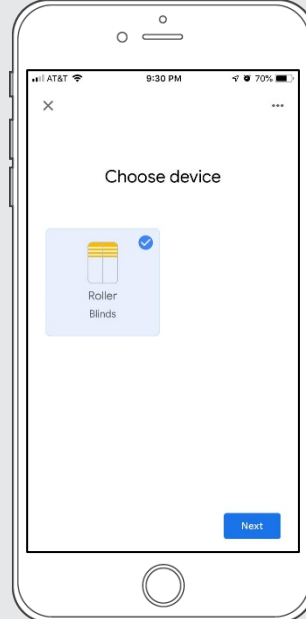 AT&T 9:30 PM 70%
Choose device
Roller
Blinds
Next